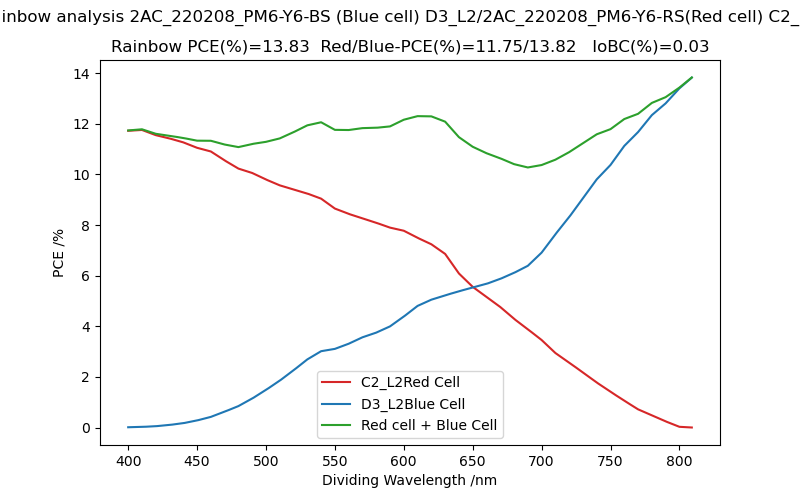 inbow analysis 2AC_220208_PM6-Y6-BS (Blue cell) D3_L2/2AC_220208_PM6-Y6-RS(Red cell) C2_
Rainbow PCE(%)=13.83 Red/Blue-PCE(%)=11.75/13.82 IoBC(%)=0.03
14
12
10
8
6
4
2
0
PCE /%
C2_L2Red Cell
D3_L2Blue Cell
Red cell + Blue Cell
400 450 500 550 600 650 700 750 800
Dividing Wavelength /nm